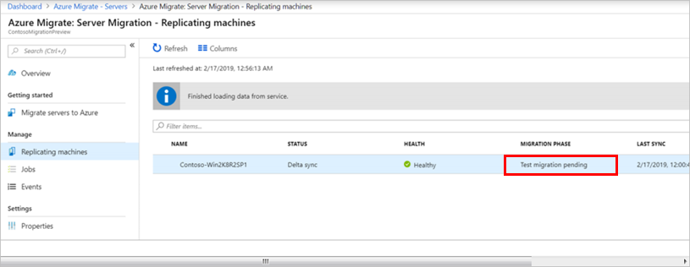 Dashboard > Azure Migrate - Servers > Azure Migrate: Server Migration - Replicating machines
Azure Migrate: Server Migration - Replicating machines
ContosoMigrationPreview
Search (Ctrl+/)
Overview
Getting started
Migrate servers to Azure
Manage
Replicating machines
Jobs
Events
Settings
Properties
Refresh Columns
Last refreshed at: 2/17/2019, 12:56:13 AM
Finished loading data from service.
Filter items...
NAME STATUS HEALTH MIGRATION PHASE LAST SYNC
Contoso-Win2K8R2SP1 Delta sync Healthy Test migration pending 2/17/2019, 12:00:4